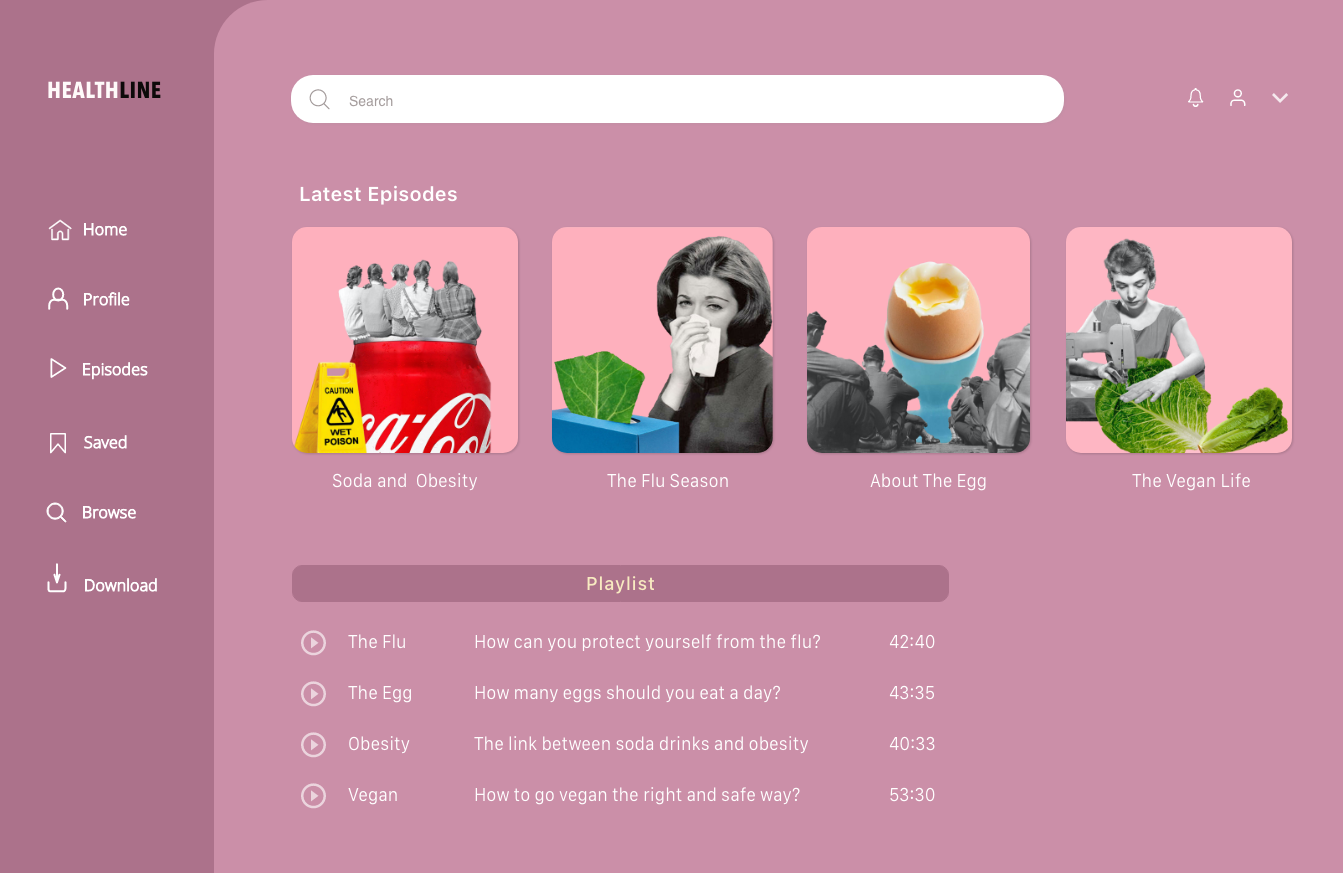 HEALTHLINE
Search
Home
Profile
Episodes
Saved
Browse
Download
Latest Episodes
CAUTION
WET
POISON
Coca-Cola
Soda and Obesity
The Flu Season
About The Egg
The Vegan Life
Playlist
The Flu How can you protect yourself from the flu? 42:40
The Egg How many eggs should you eat a day? 43:35
Obesity The link between soda drinks and obesity 40:33
Vegan How to go vegan the right and safe way? 53:30